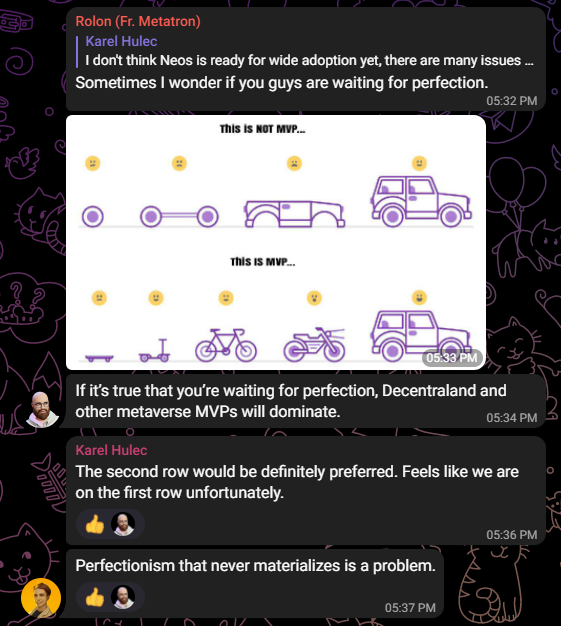 Rolon (Fr. Metatron)
Karel Hulec
I don't think Neos is ready for wide adoption yet, there are many issues ...
Sometimes I wonder if you guys are waiting for perfection.
05:32 PM
This is NOT MVP...
This is MVP...
05:33 PM
If it's true that you're waiting for perfection, Decentraland and
other metaverse MVPs will dominate.
05:34 PM
Karel Hulec
The second row would be definitely preferred. Feels like we are
on the first row unfortunately.
05:36 PM
Perfectionism that never materializes is a problem.
05:37 PM